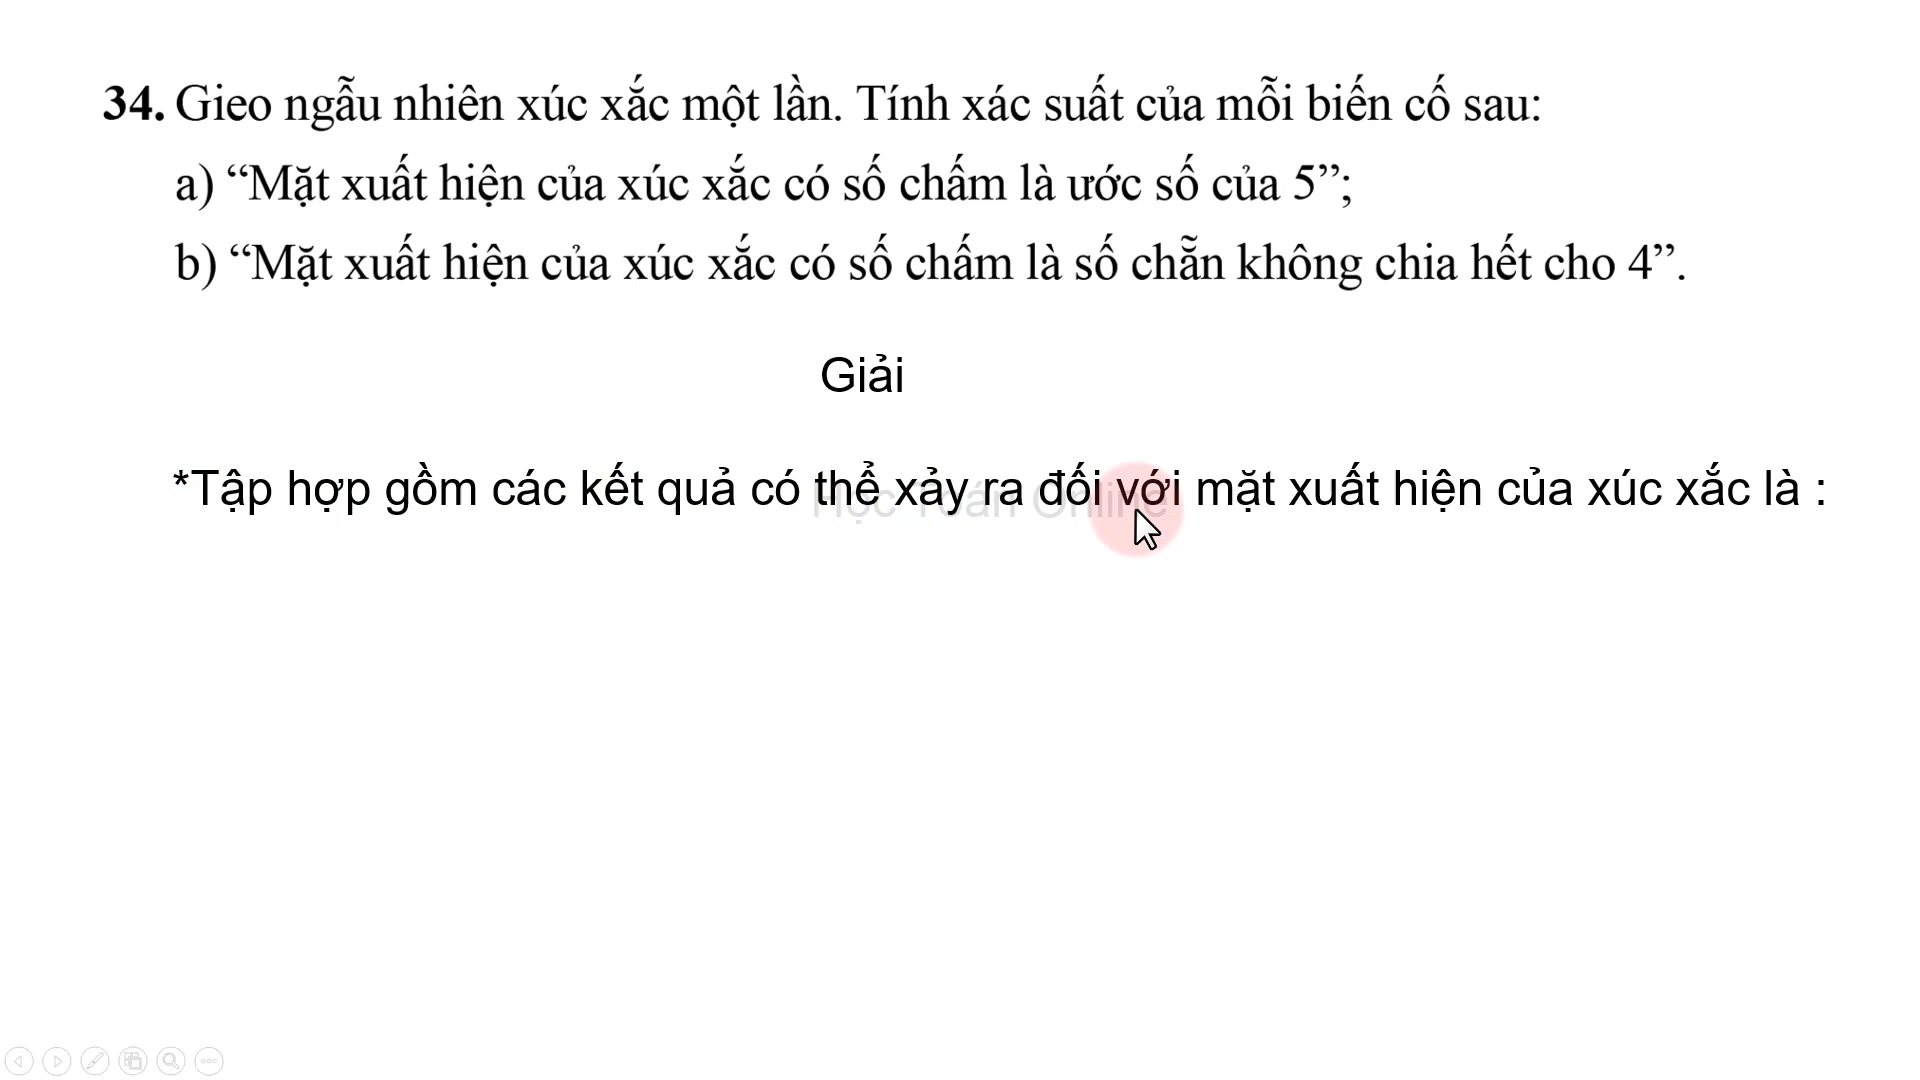 34. Gieo ngẫu nhiên xúc xắc một lần. Tính xác suất của mỗi biến cố sau:
a) “Mặt xuất hiện của xúc xắc có số chấm là ước số của 5”;
b) “Mặt xuất hiện của xúc xắc có số chấm là số chẵn không chia hết cho 4”.
Giải
*Tập hợp gồm các kết quả có thể xảy ra đối với mặt xuất hiện của xúc xắc là :
Học Toán Online